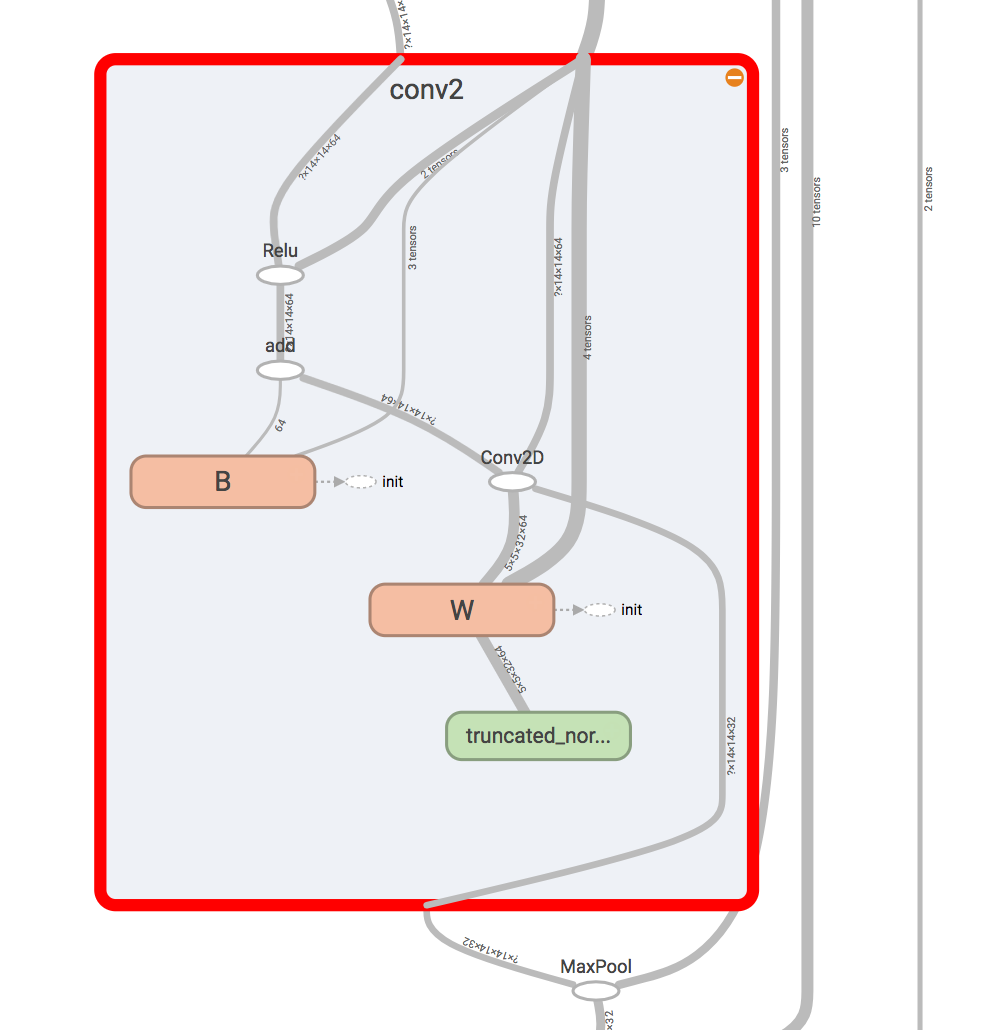 ?×14×14×
conv2
?×14×14×64
2 tensors
3 tensors
10 tensors
2 tensors
Relu
3 tensors
?×14×14×64
14×14×64
4 tensors
add
?×14×14×64
64
Conv2D
B
init
5×5×32×64
W
init
5×5×32×64
truncated_nor...
?×14×14×32
?×14×14×32
MaxPool
×32